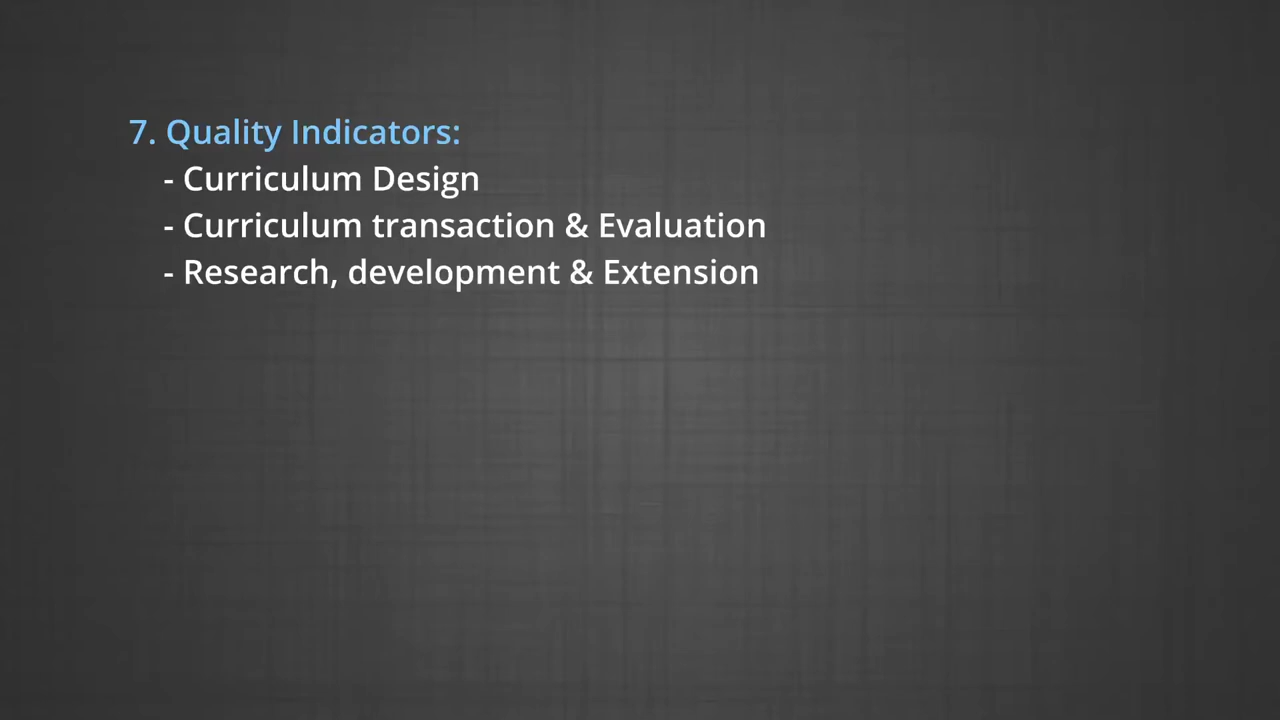 7. Quality Indicators:
- Curriculum Design
- Curriculum transaction & Evaluation
- Research, development & Extension